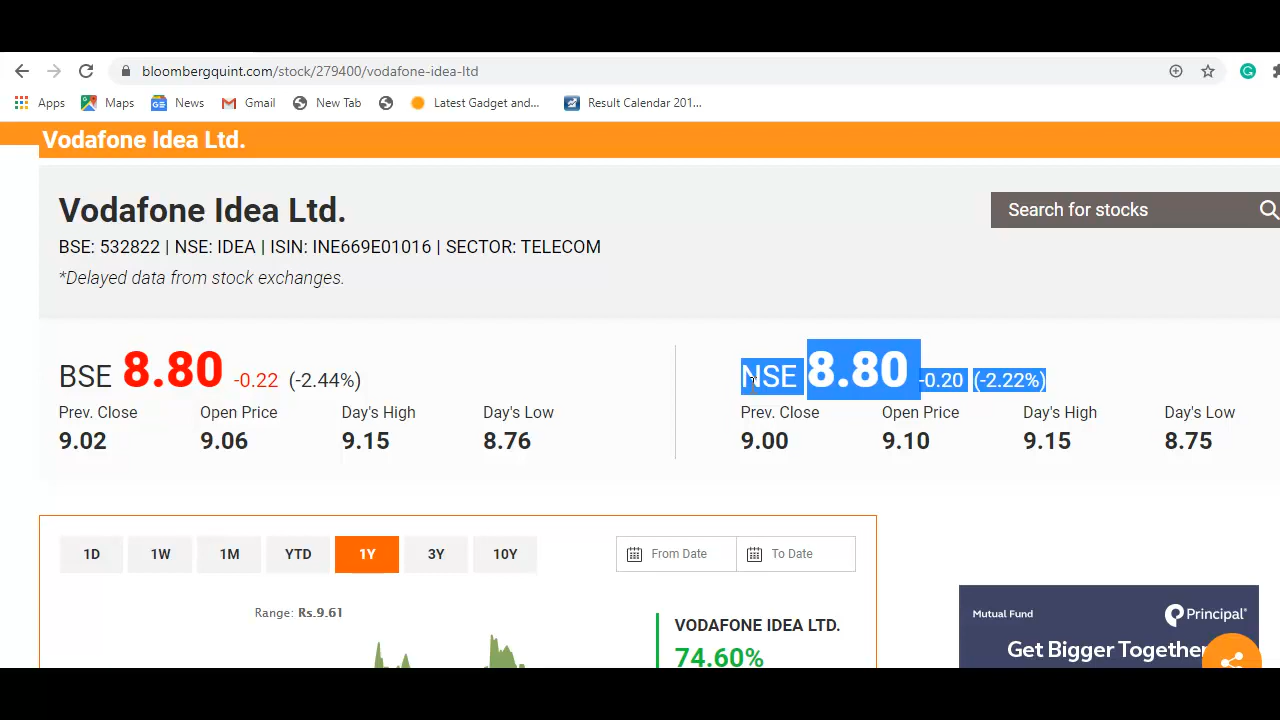 bloombergquint.com/stock/279400/vodafone-idea-ltd
Apps Maps News Gmail New Tab Latest Gadget and... Result Calendar 201...
Vodafone Idea Ltd.
Vodafone Idea Ltd.
Search for stocks
BSE: 532822 | NSE: IDEA | ISIN: INE669E01016 | SECTOR: TELECOM
*Delayed data from stock exchanges.
BSE 8.80 -0.22 (-2.44%)
Prev. Close Open Price Day's High Day's Low
9.02 9.06 9.15 8.76
NSE 8.80 -0.20 (-2.22%)
Prev. Close Open Price Day's High Day's Low
9.00 9.10 9.15 8.75
1D 1W 1M YTD 1Y 3Y 10Y
From Date To Date
Range: Rs.9.61
VODAFONE IDEA LTD.
74.60%
Mutual Fund Principal®
Get Bigger Together